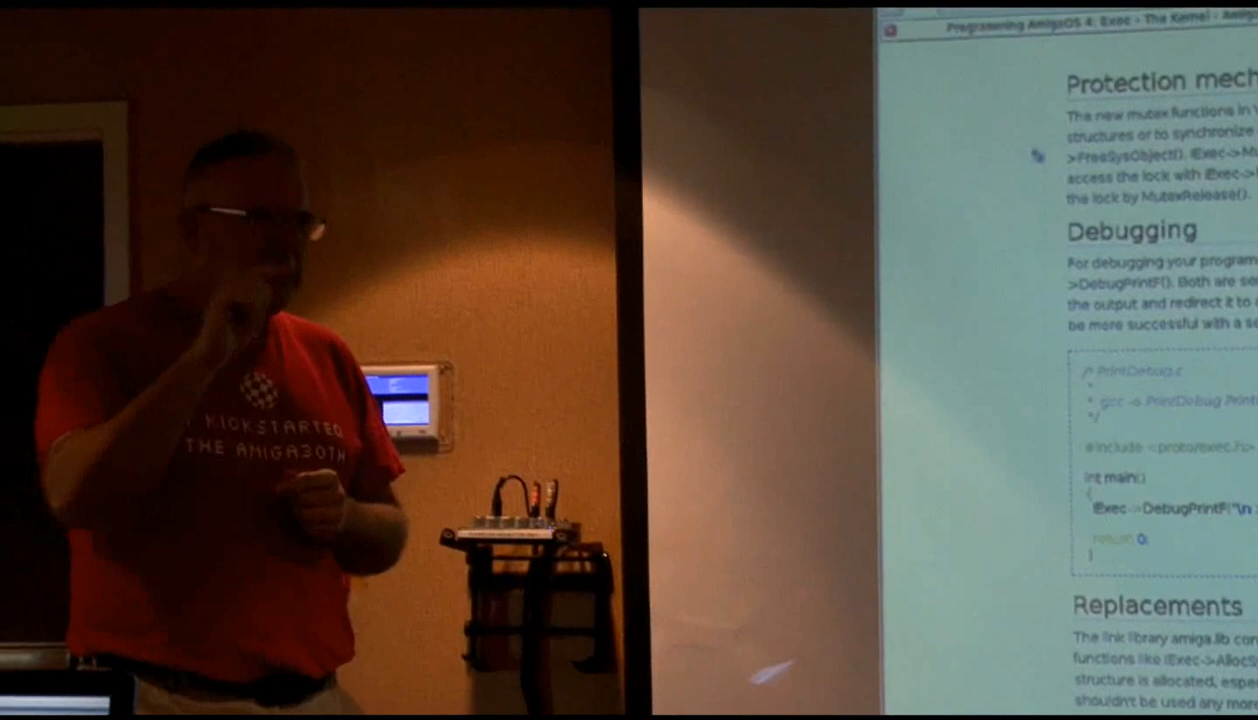 KICKSTARTED
THE AMIGA30TH
Programming AmigaOS 4: Exec - The Kernel -
Protection mech
The new mutex functions in
structures or to synchronize
>FreeSysObject(). IExec->Mu
access the lock with IExec->
the lock by MutexRelease().
Debugging
For debugging your program
>DebugPrintF(). Both are se
the output and redirect it to a
be more successful with a se
/* PrintDebug.c
*
* gcc -o PrintDebug Print
*/
#include <proto/exec.h>
int main()
{
IExec->DebugPrintF("\n
return 0;
}
Replacements
The link library amiga.lib con
functions like IExec->AllocS
structure is allocated, espe
shouldn't be used any mor